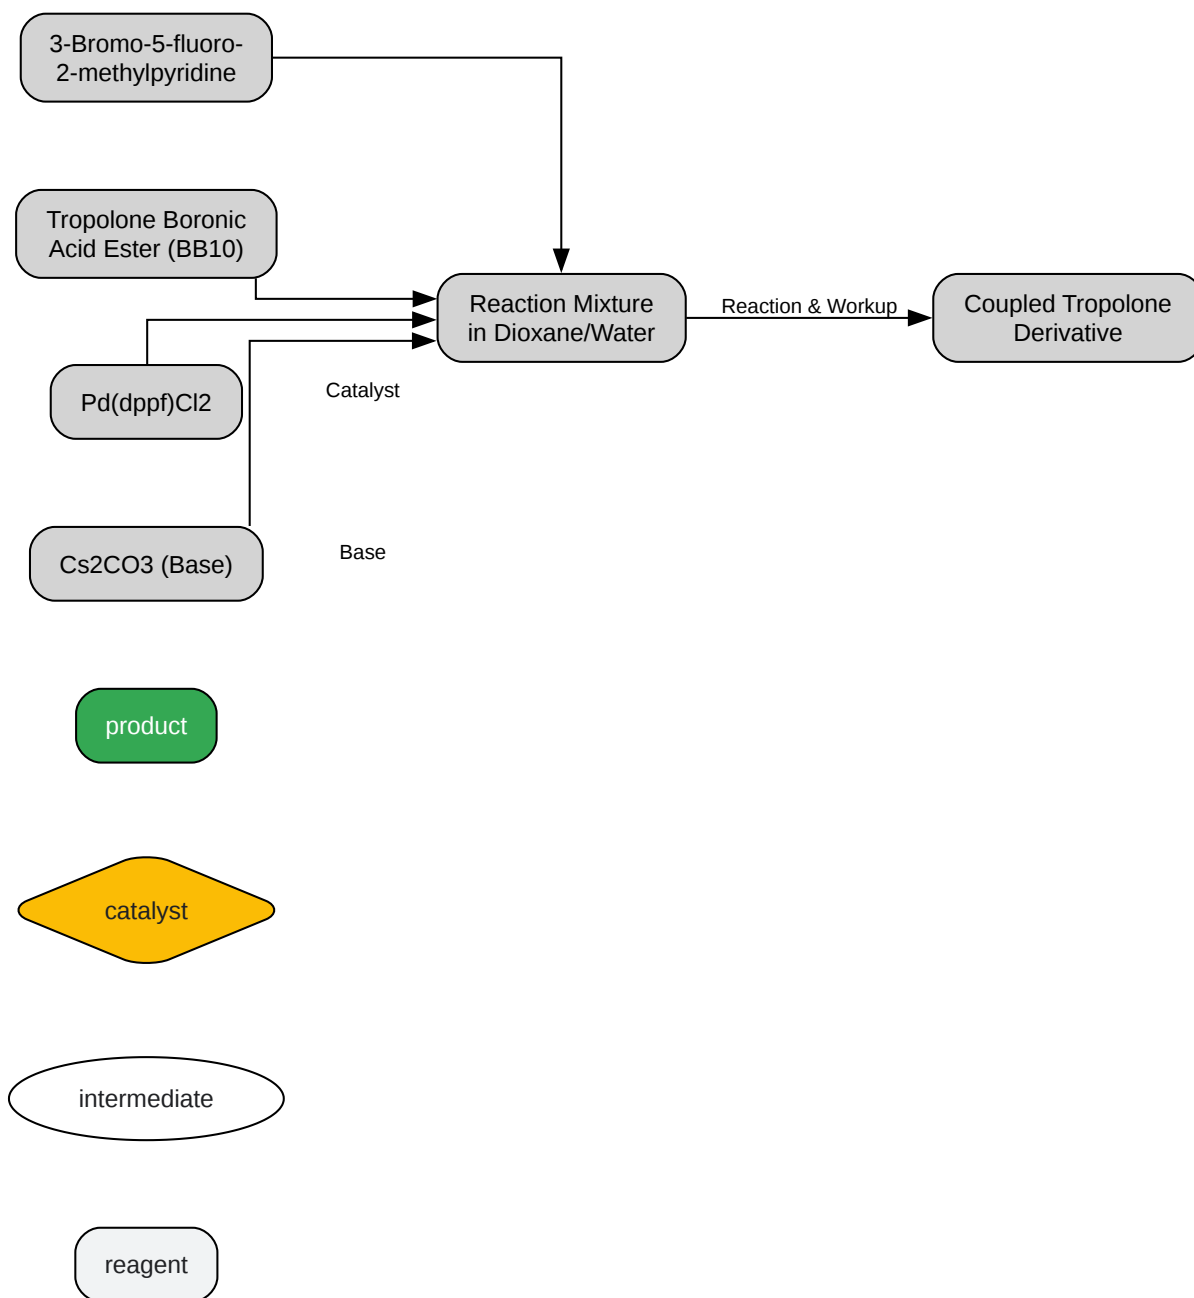 3-Bromo-5-fluoro-
2-methylpyridine
Tropolone Boronic
Acid Ester (BB10)
Reaction Mixture
in Dioxane/Water
Reaction & Workup
Coupled Tropolone
Derivative
Pd(dppf)Cl2
Catalyst
Cs2CO3 (Base)
Base
product
catalyst
intermediate
reagent